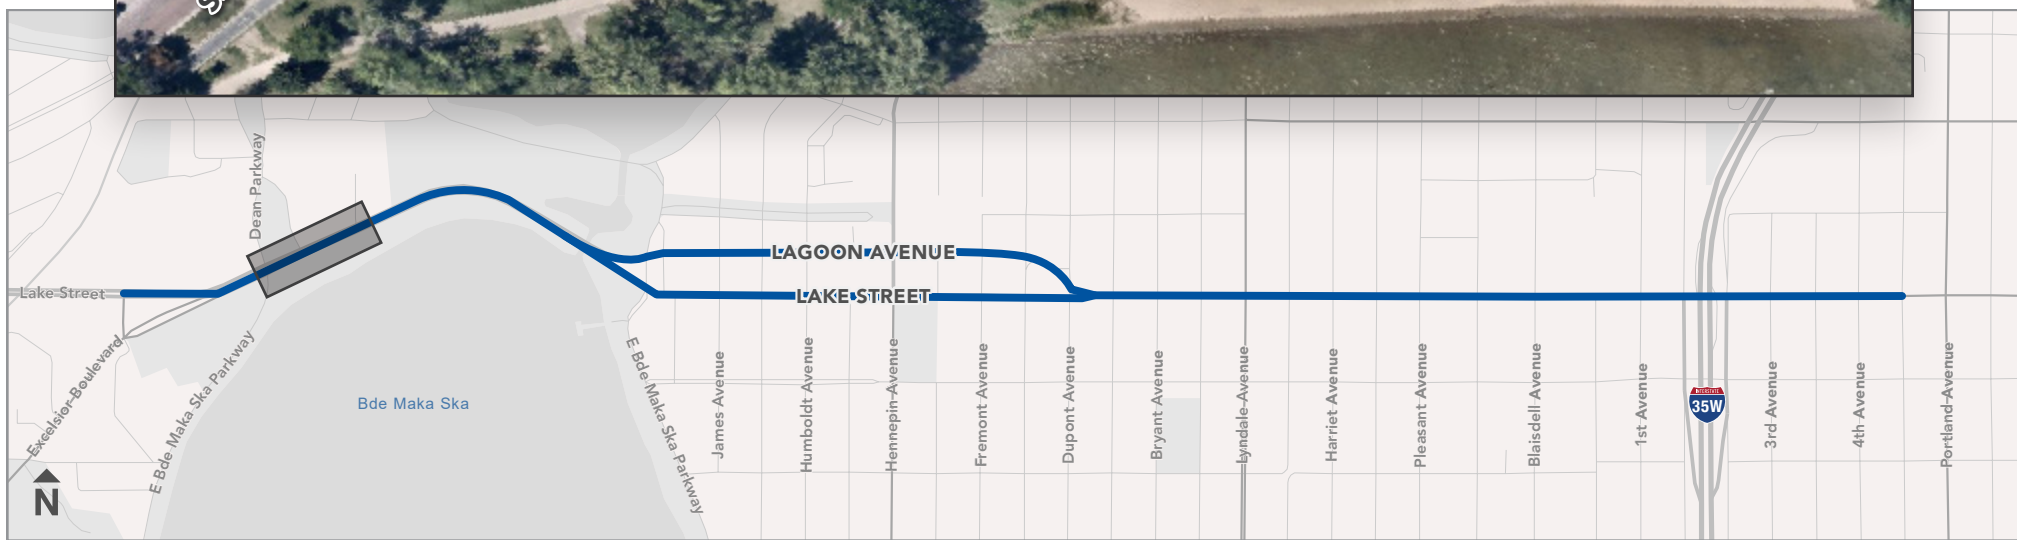 Dean Parkway
LAGOON AVENUE
Lake Street
LAKE STREET
Excelsior Boulevard
E Bde Maka Ska Parkway
Bde Maka Ska
E Bde Maka Ska Parkway
James Avenue
Humboldt Avenue
Hennepin Avenue
Fremont Avenue
Dupont Avenue
Bryant Avenue
Lyndale Avenue
Harriet Avenue
Pleasant Avenue
Blaisdell Avenue
1st Avenue
INTERSTATE
35W
3rd Avenue
4th Avenue
Portland Avenue
N